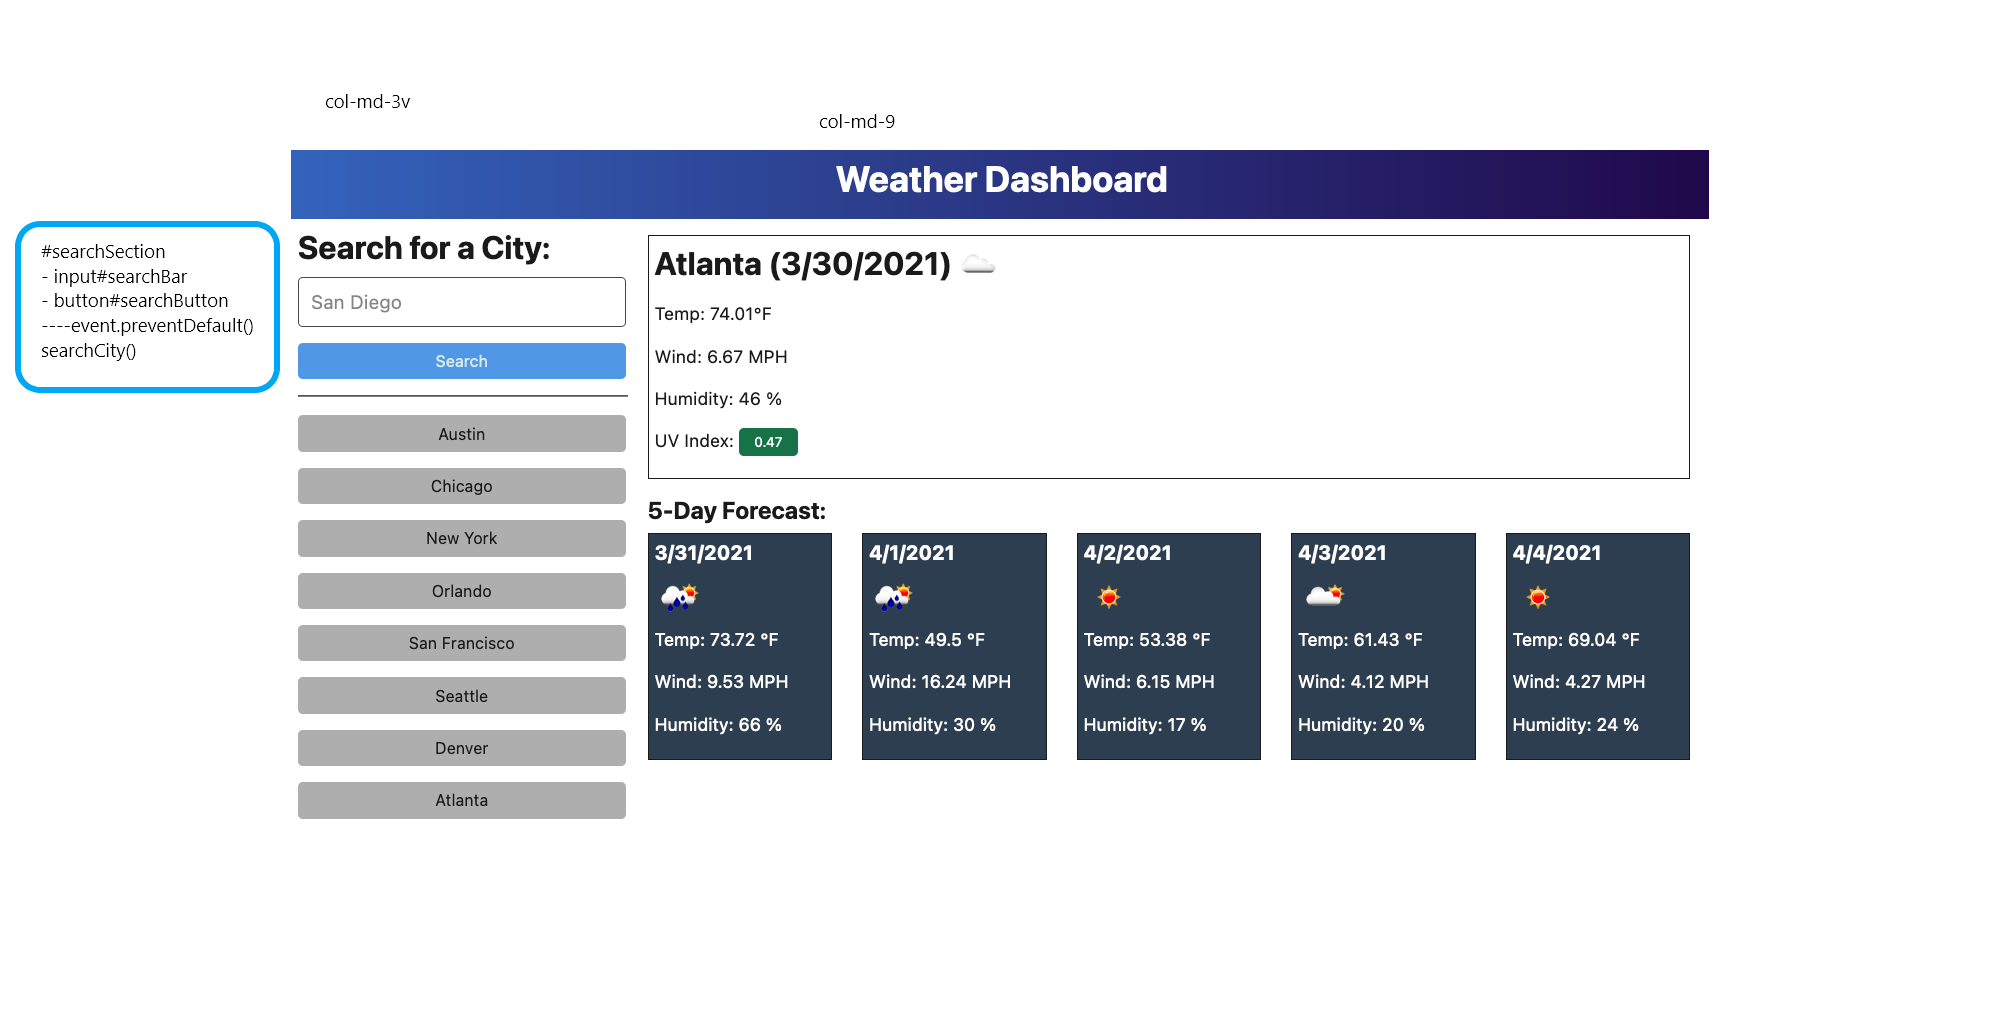 col-md-3v
col-md-9
Weather Dashboard
#searchSection
- input#searchBar
- button#searchButton
----event.preventDefault()
searchCity()
Search for a City:
San Diego
Search
Austin
Chicago
New York
Orlando
San Francisco
Seattle
Denver
Atlanta
Atlanta (3/30/2021)
Temp: 74.01°F
Wind: 6.67 MPH
Humidity: 46 %
UV Index: 0.47
5-Day Forecast:
3/31/2021
Temp: 73.72 °F
Wind: 9.53 MPH
Humidity: 66 %
4/1/2021
Temp: 49.5 °F
Wind: 16.24 MPH
Humidity: 30 %
4/2/2021
Temp: 53.38 °F
Wind: 6.15 MPH
Humidity: 17 %
4/3/2021
Temp: 61.43 °F
Wind: 4.12 MPH
Humidity: 20 %
4/4/2021
Temp: 69.04 °F
Wind: 4.27 MPH
Humidity: 24 %